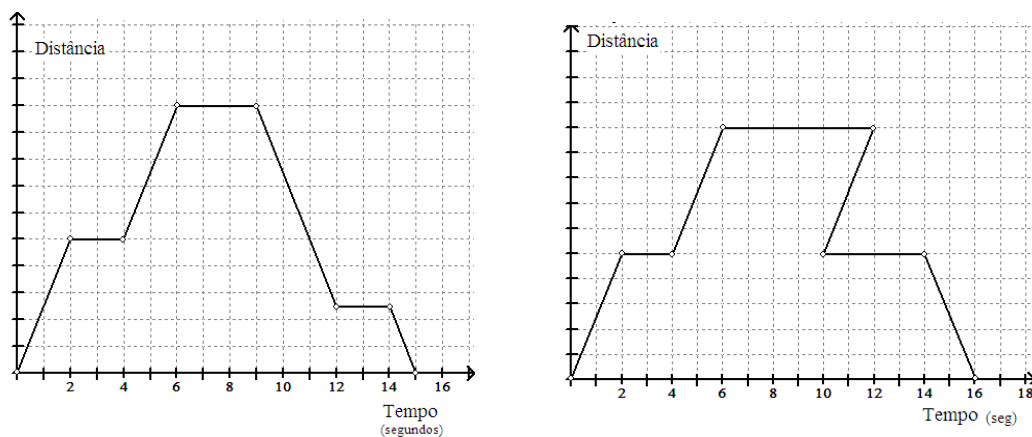 Distância
2 4 6 8 10 12 14 16
Tempo
(segundos)
Distância
2 4 6 8 10 12 14 16 18
Tempo (seg)